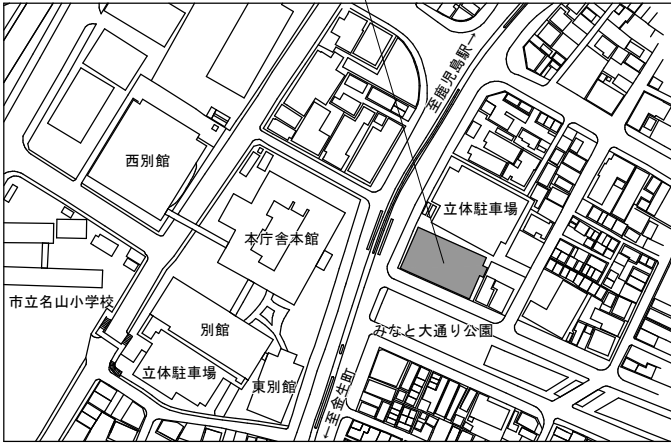 至鹿児島駅→
西別館
立体駐車場
本庁舎本館
市立名山小学校
別館
みなと大通り公園
立体駐車場
東別館
←至金生町